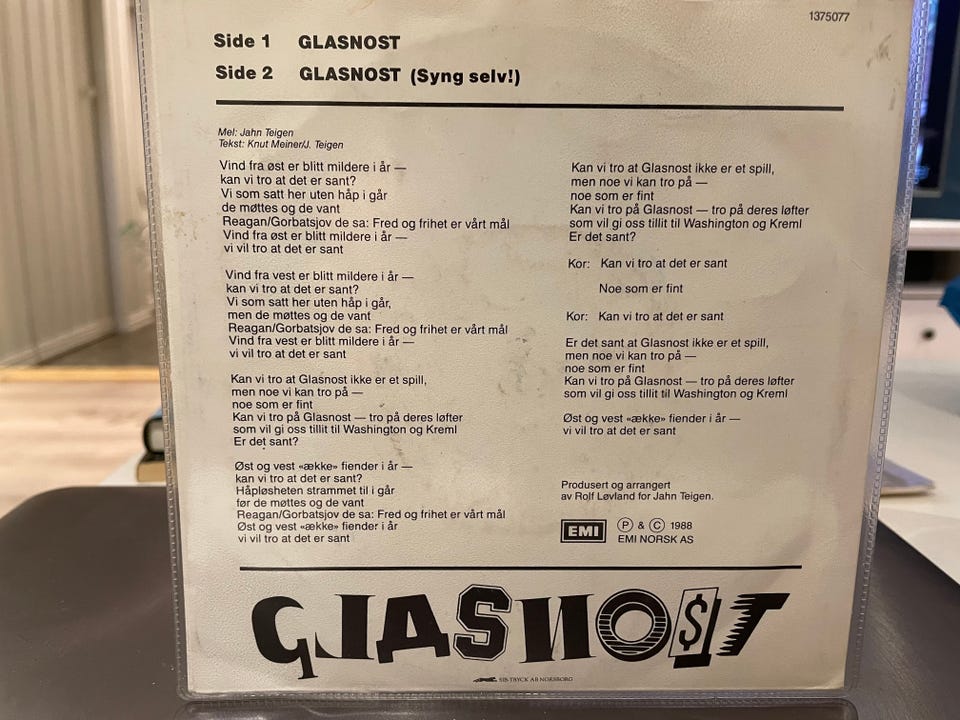 1375077
Side 1 GLASNOST
Side 2 GLASNOST (Syng selv!)
Mel: Jahn Teigen
Tekst: Knut Meiner/J. Teigen
Vind fra øst er blitt mildere i år —
kan vi tro at det er sant?
Vi som satt her uten håp i går
de møttes og de vant
Reagan/Gorbatsjov de sa: Fred og frihet er vårt mål
Vind fra øst er blitt mildere i år —
vi vil tro at det er sant
Vind fra vest er blitt mildere i år —
kan vi tro at det er sant?
Vi som satt her uten håp i går,
men de møttes og de vant
Reagan/Gorbatsjov de sa: Fred og frihet er vårt mål
Vind fra vest er blitt mildere i år —
vi vil tro at det er sant
Kan vi tro at Glasnost ikke er et spill,
men noe vi kan tro på —
noe som er fint
Kan vi tro på Glasnost — tro på deres løfter
som vil gi oss tillit til Washington og Kreml
Er det sant?
Øst og vest «ække» fiender i år —
kan vi tro at det er sant?
Håpløsheten strammet til i går
før de møttes og de vant
Reagan/Gorbatsjov de sa: Fred og frihet er vårt mål
Øst og vest «ække» fiender i år
vi vil tro at det er sant
Kan vi tro at Glasnost ikke er et spill,
men noe vi kan tro på —
noe som er fint
Kan vi tro på Glasnost — tro på deres løfter
som vil gi oss tillit til Washington og Kreml
Er det sant?
Kor: Kan vi tro at det er sant
Noe som er fint
Kor: Kan vi tro at det er sant
Er det sant at Glasnost ikke er et spill,
men noe vi kan tro på —
noe som er fint
Kan vi tro på Glasnost — tro på deres løfter
som vil gi oss tillit til Washington og Kreml
Øst og vest «ække» fiender i år —
vi vil tro at det er sant
Produsert og arrangert
av Rolf Løvland for Jahn Teigen.
EMI Ⓟ & © 1988
EMI NORSK AS
GLASNO$T
SIB-TRYCK AB NORSBORG